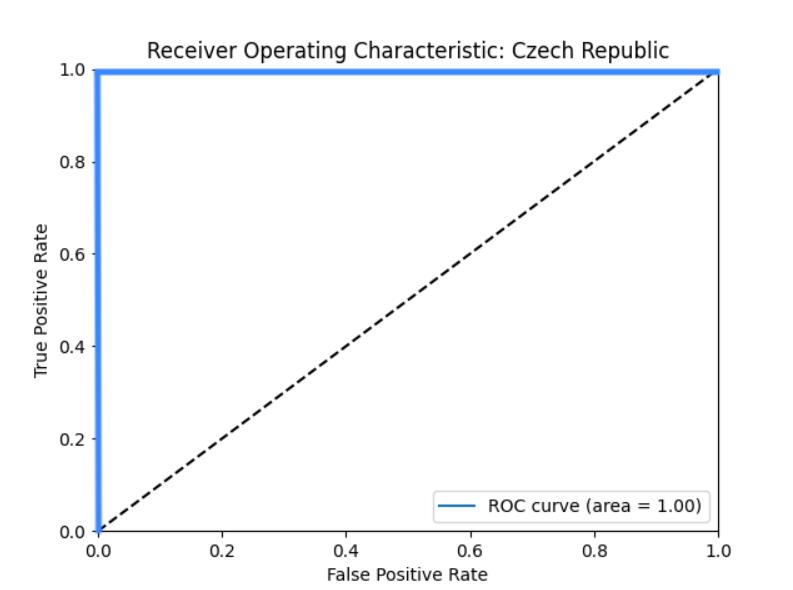 Receiver Operating Characteristic: Czech Republic
1.0
0.8
0.6
0.4
0.2
0.0
True Positive Rate
ROC curve (area = 1.00)
0.0 0.2 0.4 0.6 0.8 1.0
False Positive Rate